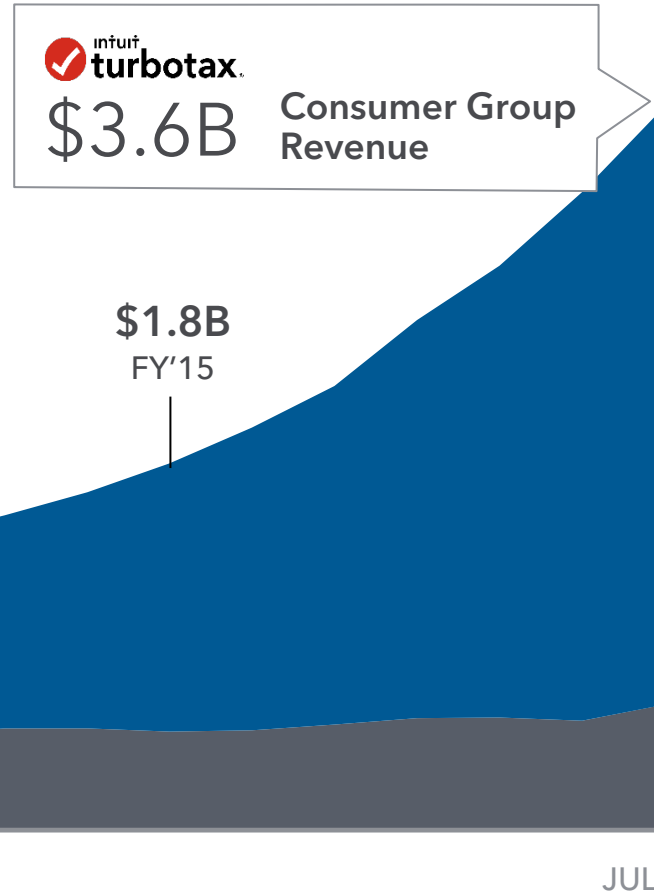 intuit
turbotax.
$3.6B
Consumer Group
Revenue
$1.8B
FY'15
JUL